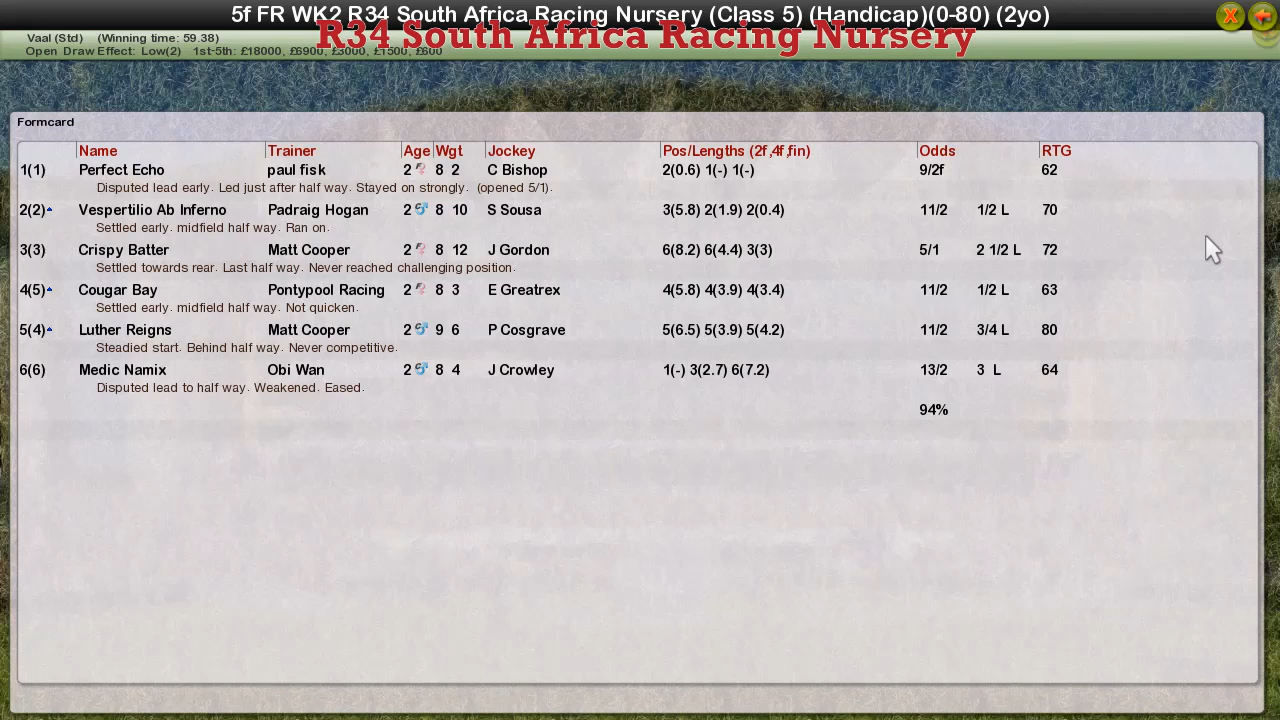 5f FR WK2 R34 South Africa Racing Nursery (Class 5) (Handicap)(0-80) (2yo)
R34 South Africa Racing Nursery
Vaal (Std) (Winning time: 59.38)
Open Draw Effect: Low(2) 1st-5th: £18000, £6900, £3000, £1500, £600
Formcard
Name Trainer Age Wgt Jockey Pos/Lengths (2f,4f,fin) Odds RTG
1(1) Perfect Echo paul fisk 2 8 2 C Bishop 2(0.6) 1(-) 1(-) 9/2f 62
Disputed lead early. Led just after half way. Stayed on strongly. (opened 5/1).
2(2) Vespertilio Ab Inferno Padraig Hogan 2 8 10 S Sousa 3(5.8) 2(1.9) 2(0.4) 11/2 1/2 L 70
Settled early. midfield half way. Ran on.
3(3) Crispy Batter Matt Cooper 2 8 12 J Gordon 6(8.2) 6(4.4) 3(3) 5/1 2 1/2 L 72
Settled towards rear. Last half way. Never reached challenging position.
4(5) Cougar Bay Pontypool Racing 2 8 3 E Greatrex 4(5.8) 4(3.9) 4(3.4) 11/2 1/2 L 63
Settled early. midfield half way. Not quicken.
5(4) Luther Reigns Matt Cooper 2 9 6 P Cosgrave 5(6.5) 5(3.9) 5(4.2) 11/2 3/4 L 80
Steadied start. Behind half way. Never competitive.
6(6) Medic Namix Obi Wan 2 8 4 J Crowley 1(-) 3(2.7) 6(7.2) 13/2 3 L 64
Disputed lead to half way. Weakened. Eased.
94%